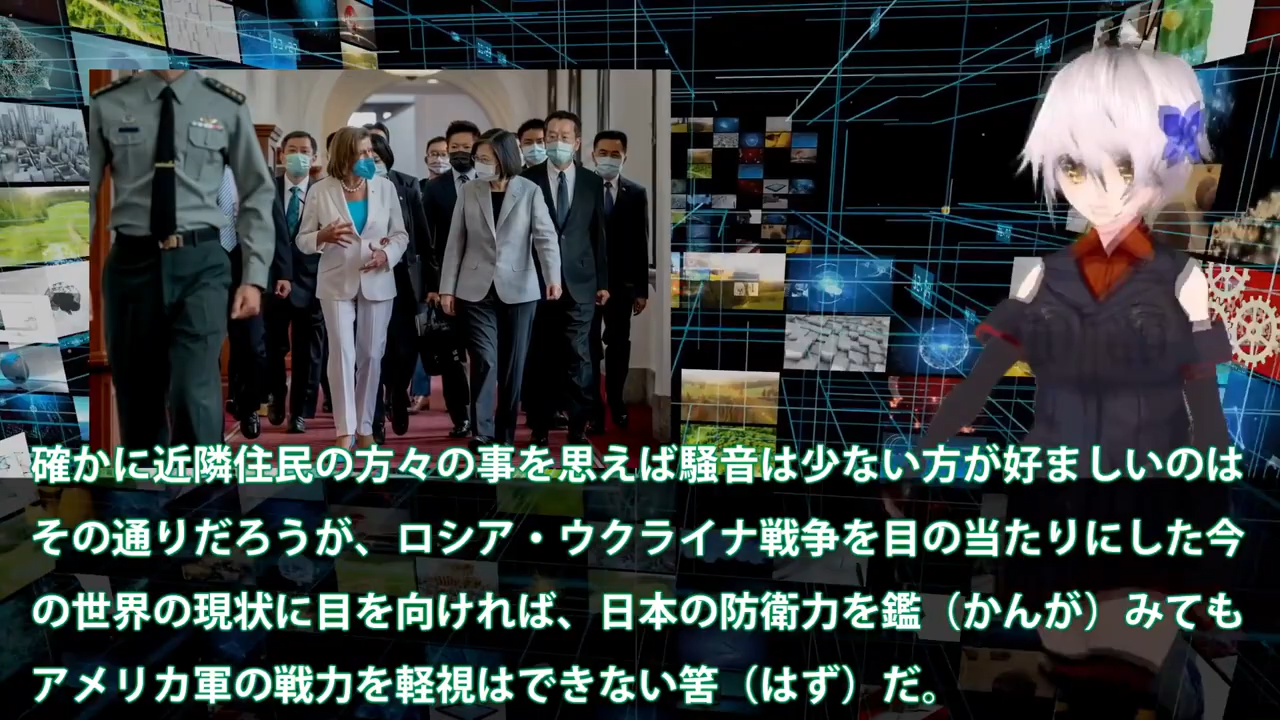 確かに近隣住民の方々の事を思えば騒音は少ない方が好ましいのは
その通りだろうが、ロシア・ウクライナ戦争を目の当たりにした今
の世界の現状に目を向ければ、日本の防衛力を鑑（かんが）みても
アメリカ軍の戦力を軽視はできない筈（はず）だ。